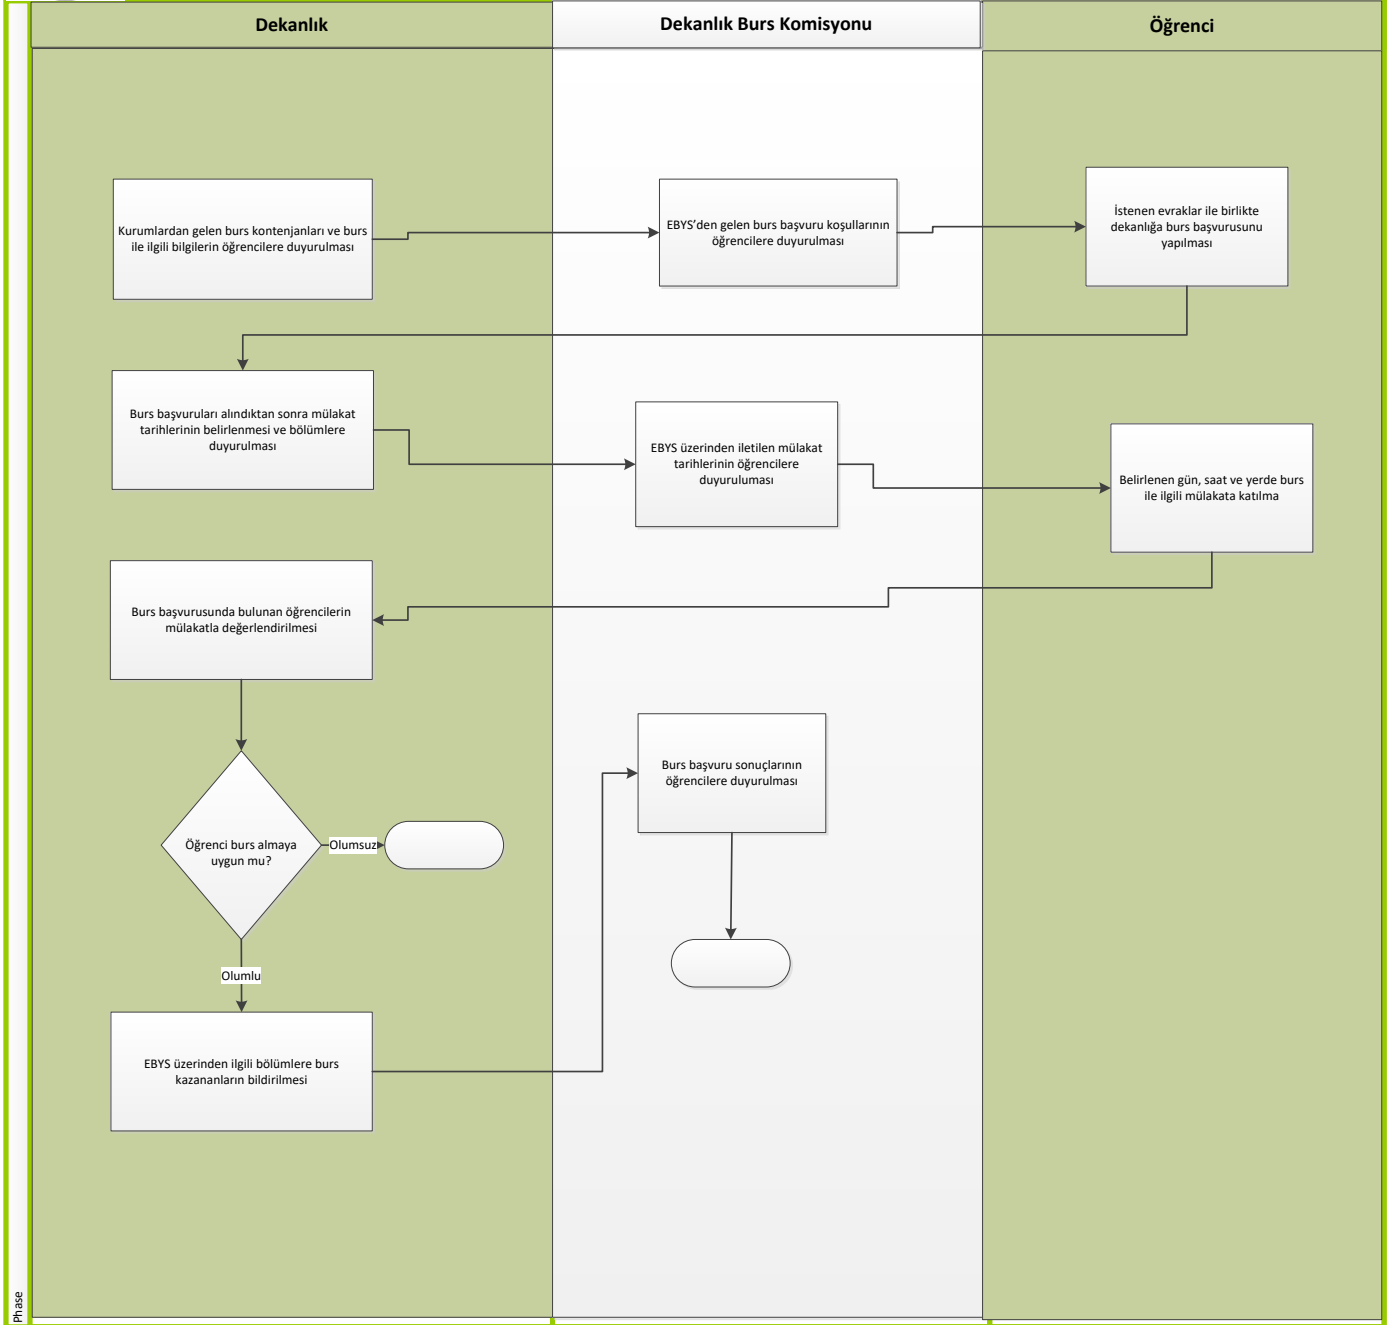 Dekanlık
Dekanlık Burs Komisyonu
Öğrenci
Kurumlardan gelen burs kontenjanları ve burs
ile ilgili bilgilerin öğrencilere duyurulması
EBYS’den gelen burs başvuru koşullarının
öğrencilere duyurulması
İstenen evraklar ile birlikte
dekanlığa burs başvurusunu
yapılması
Burs başvuruları alındıktan sonra mülakat
tarihlerinin belirlenmesi ve bölümlere
duyurulması
EBYS üzerinden iletilen mülakat
tarihlerinin öğrencilere
duyuruluması
Belirlenen gün, saat ve yerde burs
ile ilgili mülakata katılma
Burs başvurusunda bulunan öğrencilerin
mülakatla değerlendirilmesi
Burs başvuru sonuçlarının
öğrencilere duyurulması
Öğrenci burs almaya
uygun mu?
Olumsuz
Olumlu
EBYS üzerinden ilgili bölümlere burs
kazananların bildirilmesi
Phase